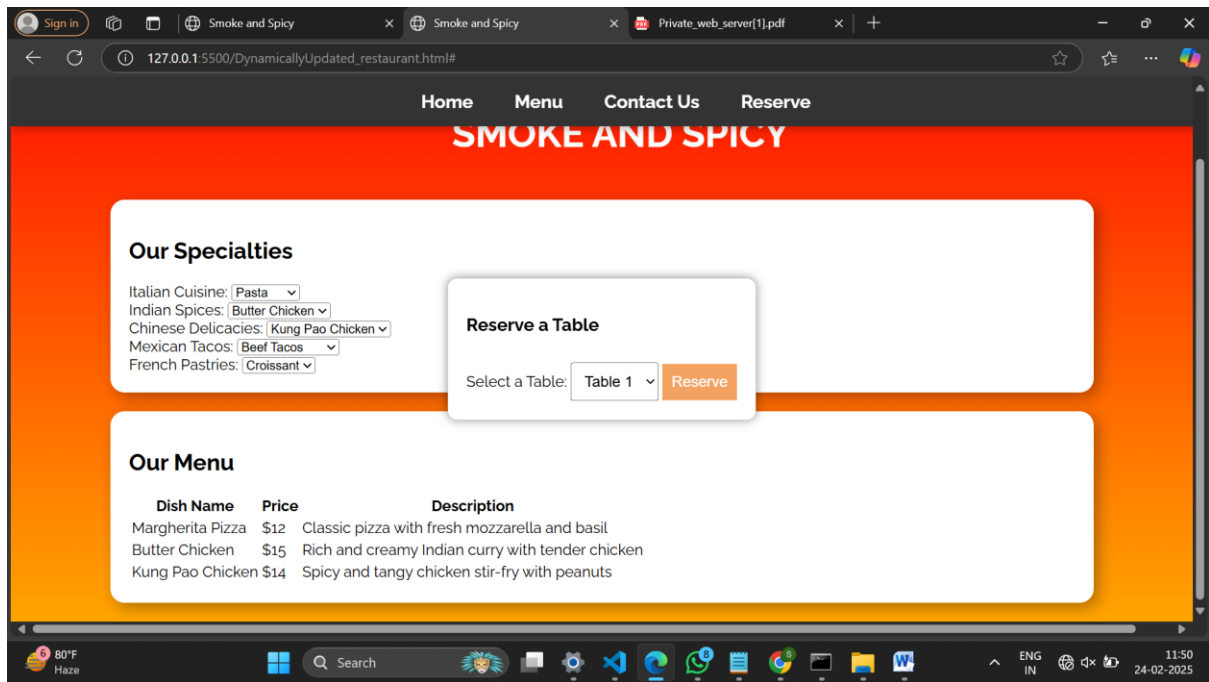 Sign in
Smoke and Spicy
Smoke and Spicy
Private_web_server[1].pdf
127.0.0.1:5500/DynamicallyUpdated_restaurant.html#
Home Menu Contact Us Reserve
SMOKE AND SPICY
Our Specialties
Italian Cuisine: Pasta
Indian Spices: Butter Chicken
Chinese Delicacies: Kung Pao Chicken
Mexican Tacos: Beef Tacos
French Pastries: Croissant
Reserve a Table
Select a Table: Table 1 Reserve
Our Menu
Dish Name Price Description
Margherita Pizza $12 Classic pizza with fresh mozzarella and basil
Butter Chicken $15 Rich and creamy Indian curry with tender chicken
Kung Pao Chicken $14 Spicy and tangy chicken stir-fry with peanuts
6
80°F
Haze
Search
8
S
W
ENG
IN
11:50
24-02-2025